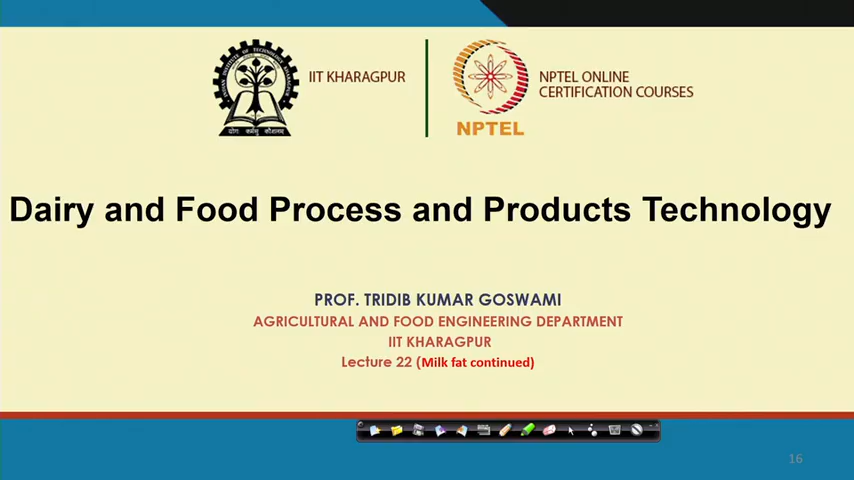 IIT KHARAGPUR
NPTEL ONLINE
CERTIFICATION COURSES
NPTEL
Dairy and Food Process and Products Technology
PROF. TRIDIB KUMAR GOSWAMI
AGRICULTURAL AND FOOD ENGINEERING DEPARTMENT
IIT KHARAGPUR
Lecture 22 (Milk fat continued)
16